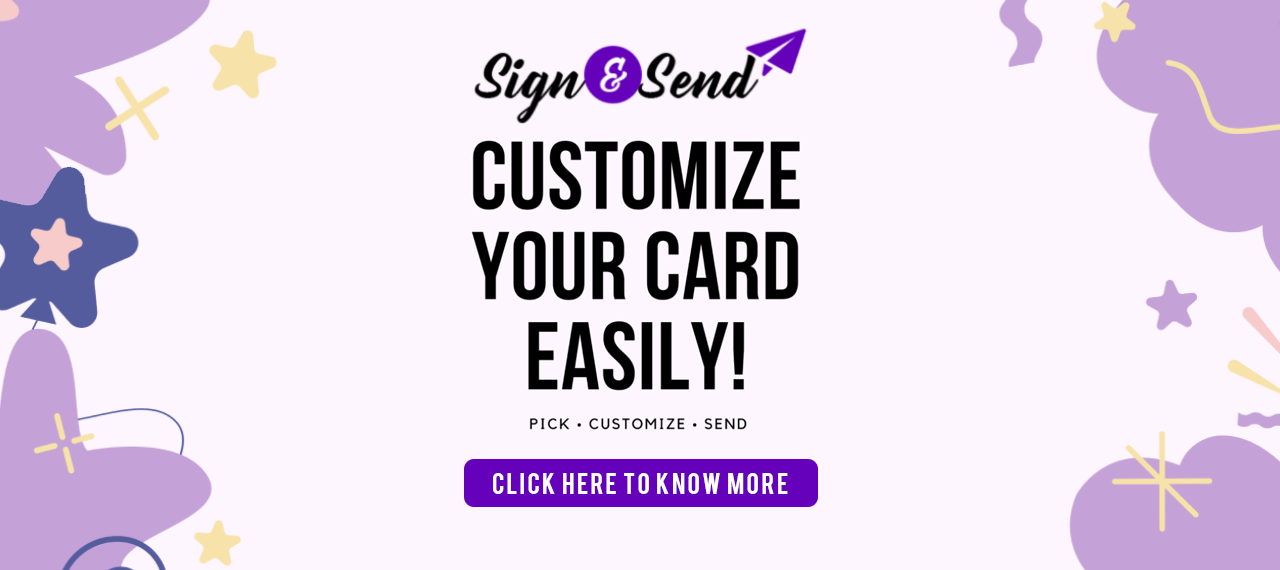 Sign & Send
CUSTOMIZE
YOUR CARD
EASILY!
PICK • CUSTOMIZE • SEND
CLICK HERE TO KNOW MORE